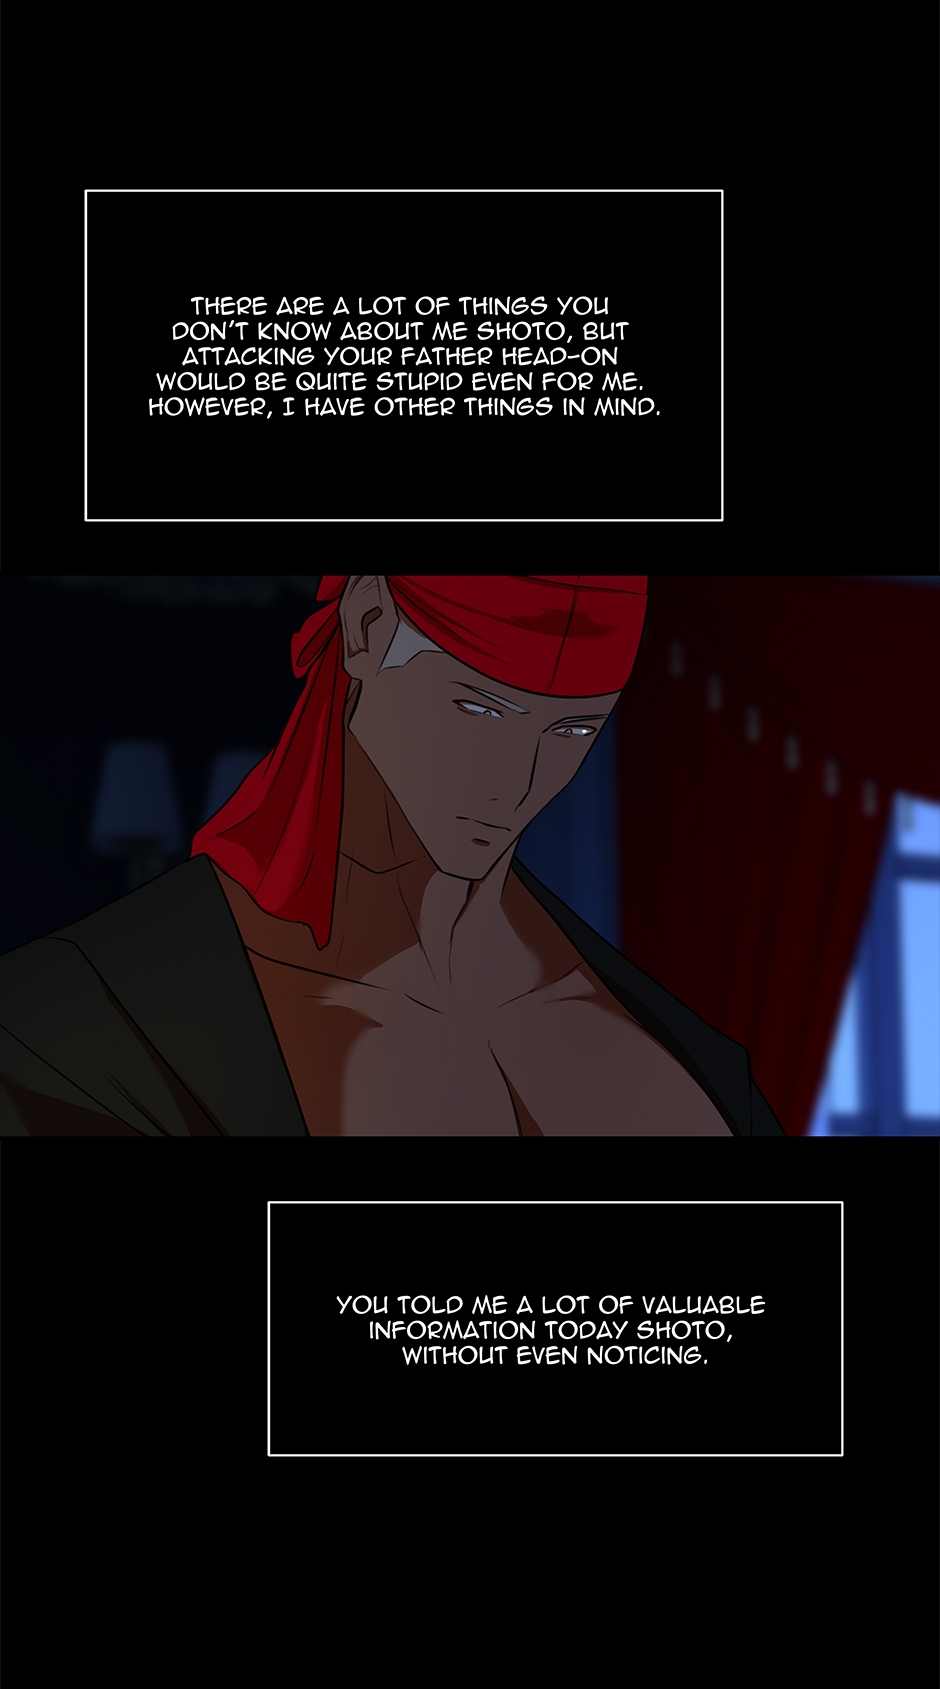 THERE ARE A LOT OF THINGS YOU
DON'T KNOW ABOUT ME SHOTO, BUT
ATTACKING YOUR FATHER HEAD-ON
WOULD BE QUITE STUPID EVEN FOR ME.
HOWEVER, I HAVE OTHER THINGS IN MIND.
YOU TOLD ME A LOT OF VALUABLE
INFORMATION TODAY SHOTO,
WITHOUT EVEN NOTICING.